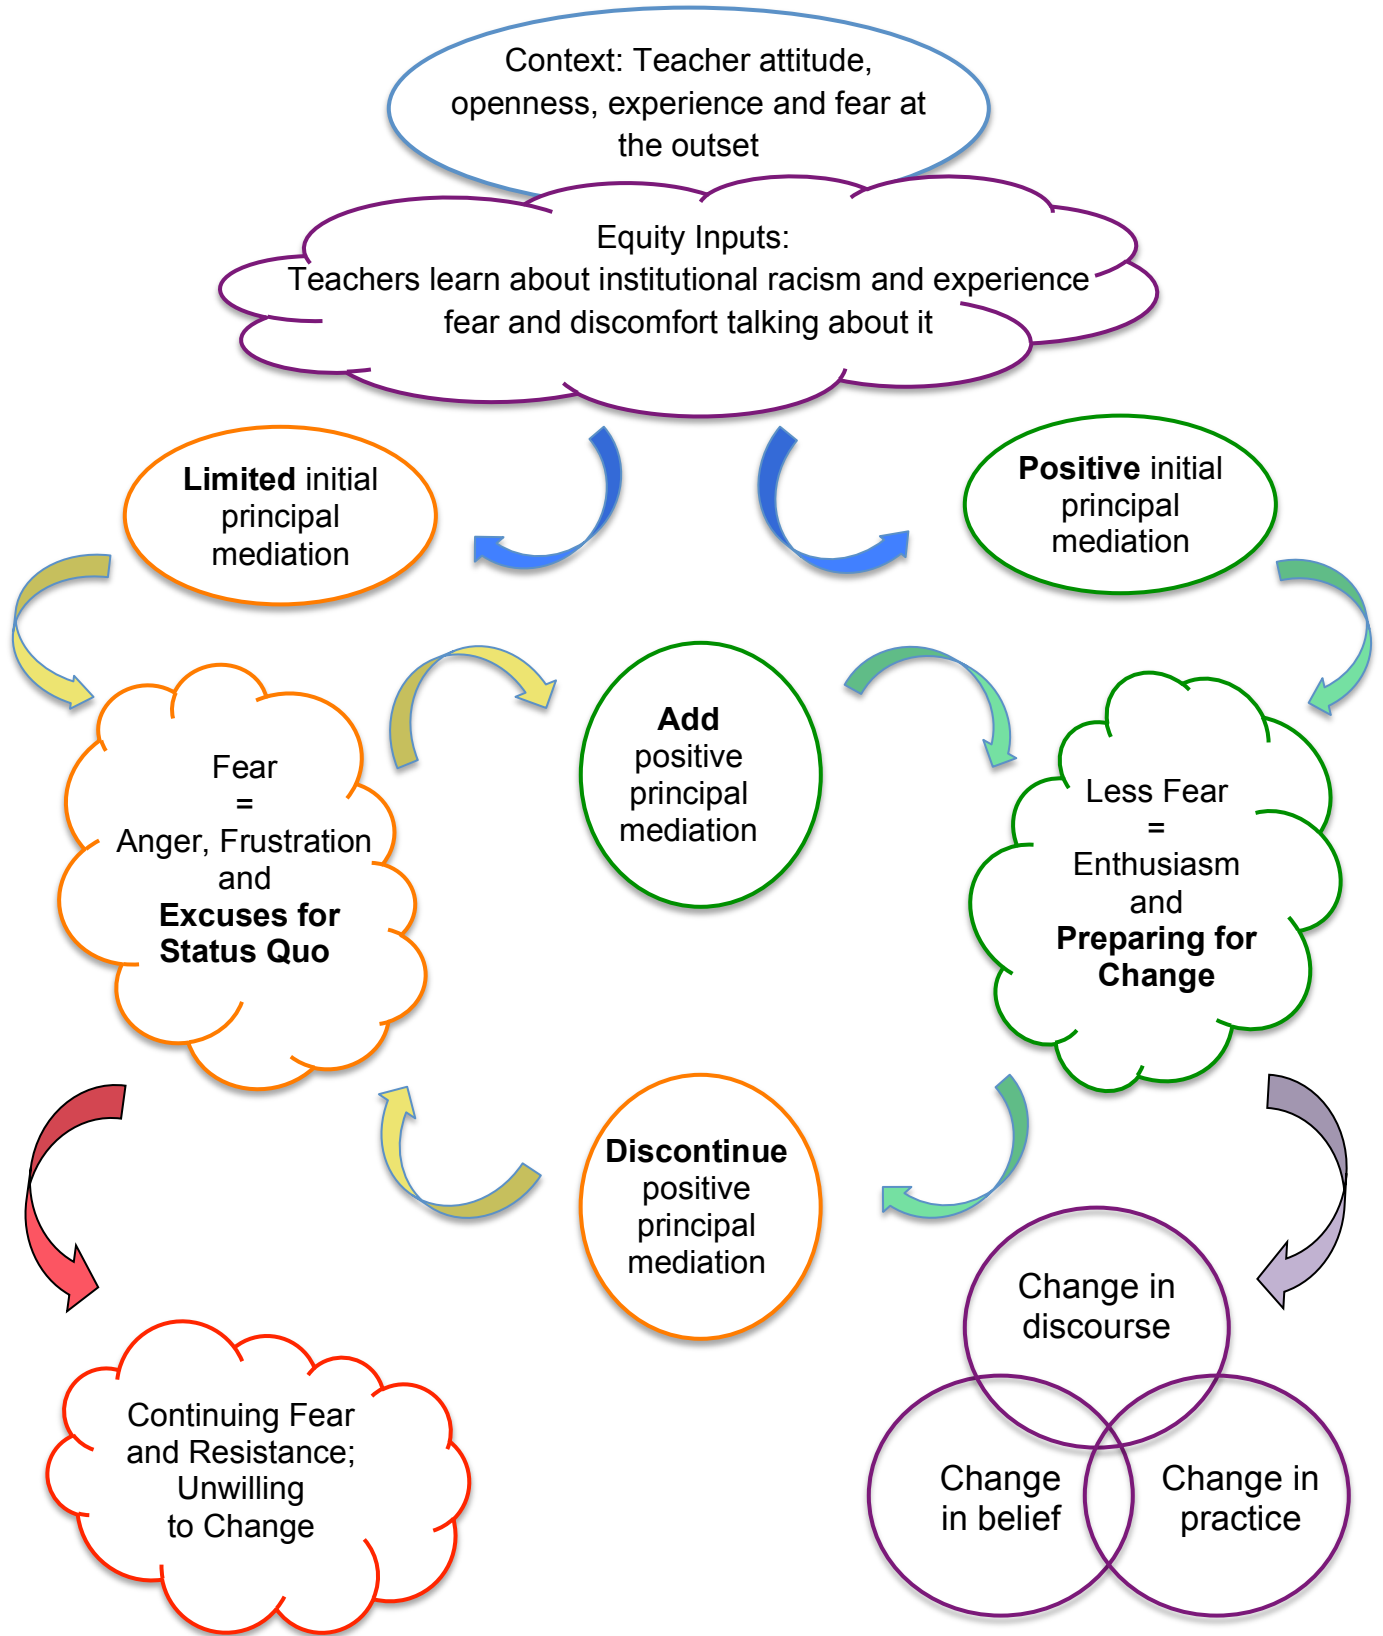 Context: Teacher attitude,
openness, experience and fear at
the outset
Equity Inputs:
Teachers learn about institutional racism and experience
fear and discomfort talking about it
Limited initial
principal
mediation
Positive initial
principal
mediation
Add
positive
principal
mediation
Fear
=
Anger, Frustration
and
Excuses for
Status Quo
Less Fear
=
Enthusiasm
and
Preparing for
Change
Discontinue
positive
principal
mediation
Continuing Fear
and Resistance;
Unwilling
to Change
Change in
discourse
Change
in belief
Change in
practice